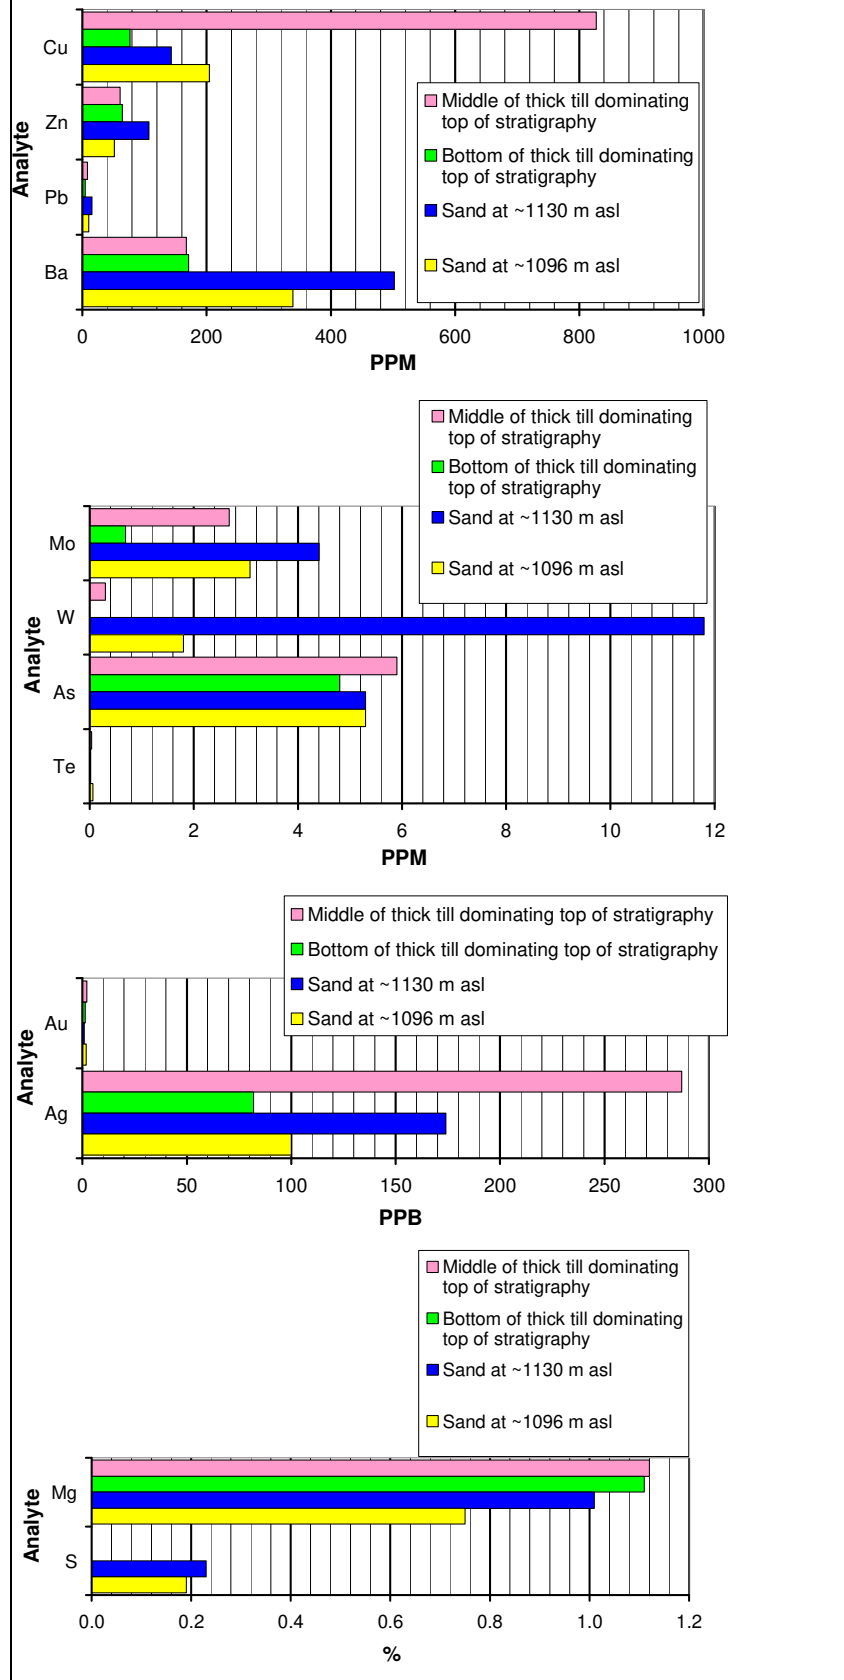 Cu
Zn
Pb
Ba
Analyte
Middle of thick till dominating
top of stratigraphy
Bottom of thick till dominating
top of stratigraphy
Sand at ~1130 m asl
Sand at ~1096 m asl
0 200 400 600 800 1000
PPM
Middle of thick till dominating
top of stratigraphy
Bottom of thick till dominating
top of stratigraphy
Sand at ~1130 m asl
Sand at ~1096 m asl
Mo
W
As
Te
Analyte
0 2 4 6 8 10 12
PPM
Middle of thick till dominating top of stratigraphy
Bottom of thick till dominating top of stratigraphy
Sand at ~1130 m asl
Sand at ~1096 m asl
Au
Ag
Analyte
0 50 100 150 200 250 300
PPB
Middle of thick till dominating
top of stratigraphy
Bottom of thick till dominating
top of stratigraphy
Sand at ~1130 m asl
Sand at ~1096 m asl
Mg
S
Analyte
0.0 0.2 0.4 0.6 0.8 1.0 1.2
%